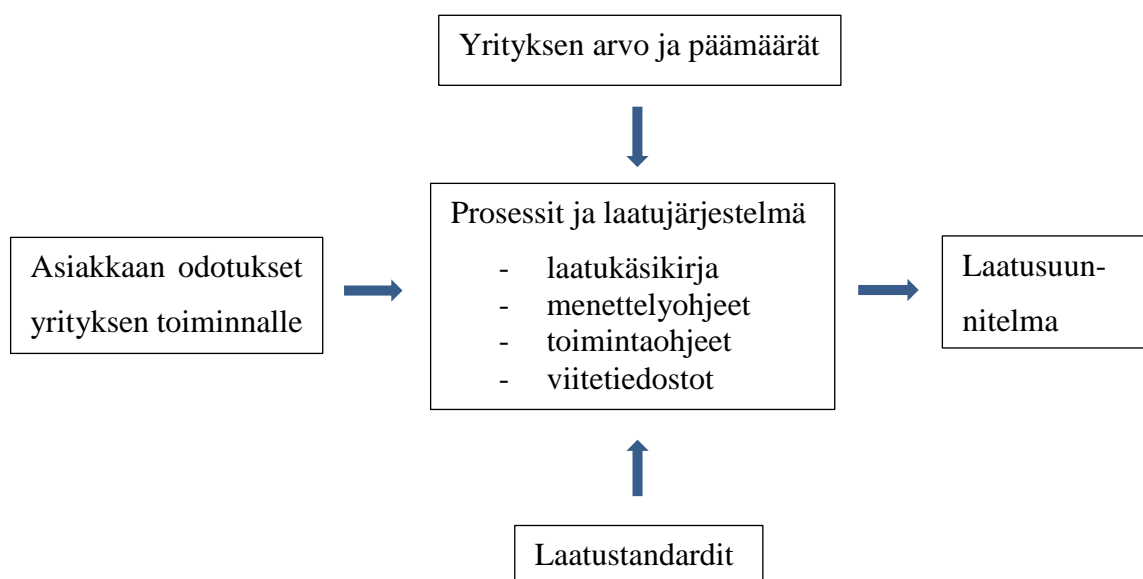 Yrityksen arvo ja päämäärät
Prosessit ja laatujärjestelmä
- laatukäsikirja
- menettelyohjeet
- toimintaohjeet
- viitetiedostot
Asiakkaan odotukset
yrityksen toiminnalle
Laatusuun-
nitelma
Laatustandardit